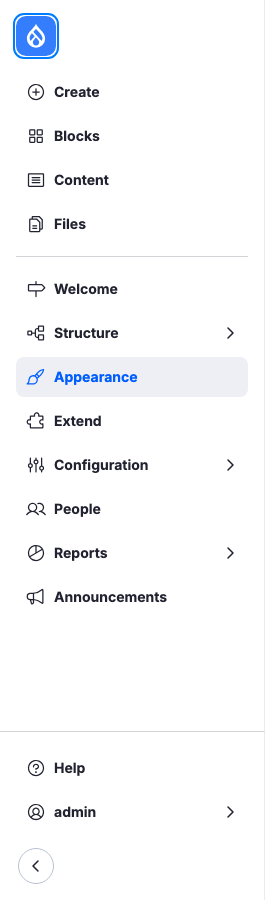 Create
Blocks
Content
Files
Welcome
Structure
Appearance
Extend
Configuration
People
Reports
Announcements
Help
admin